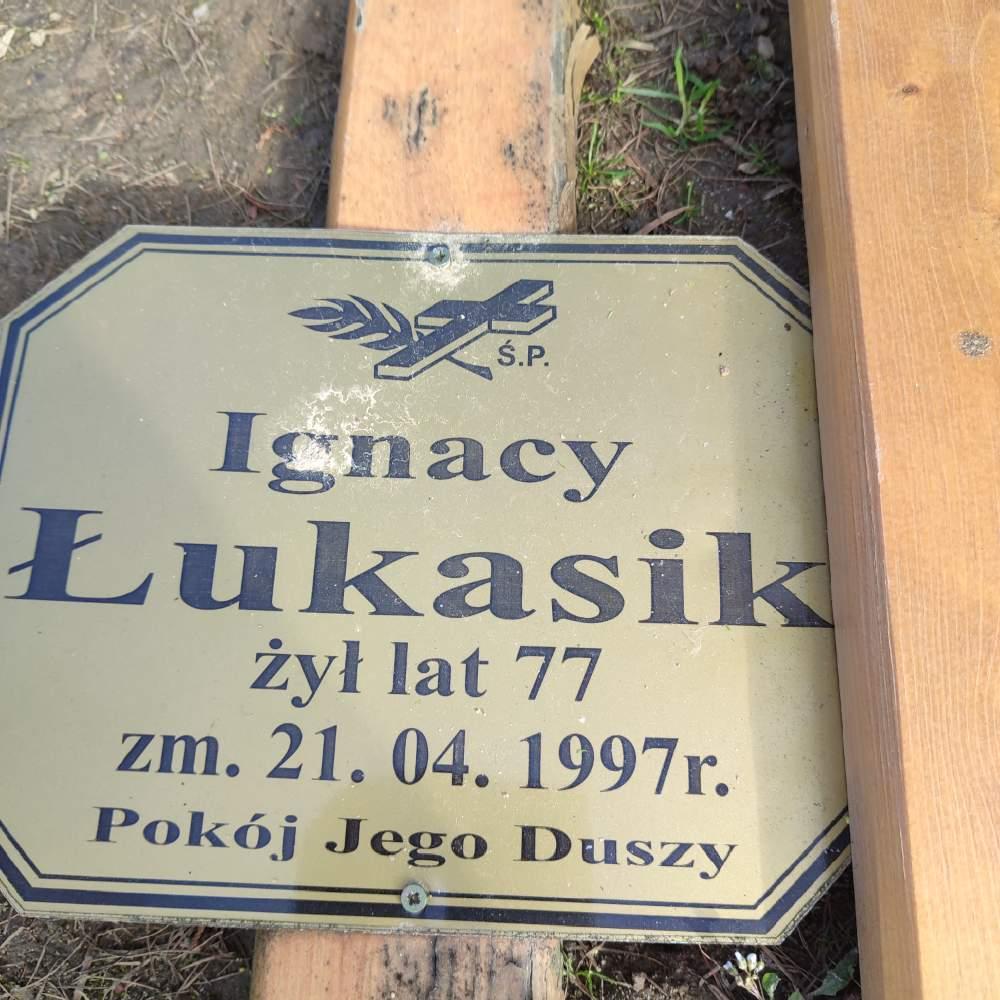 Ś.P.
Ignacy
Łukasik
żył lat 77
zm. 21. 04. 1997r.
Pokój Jego Duszy